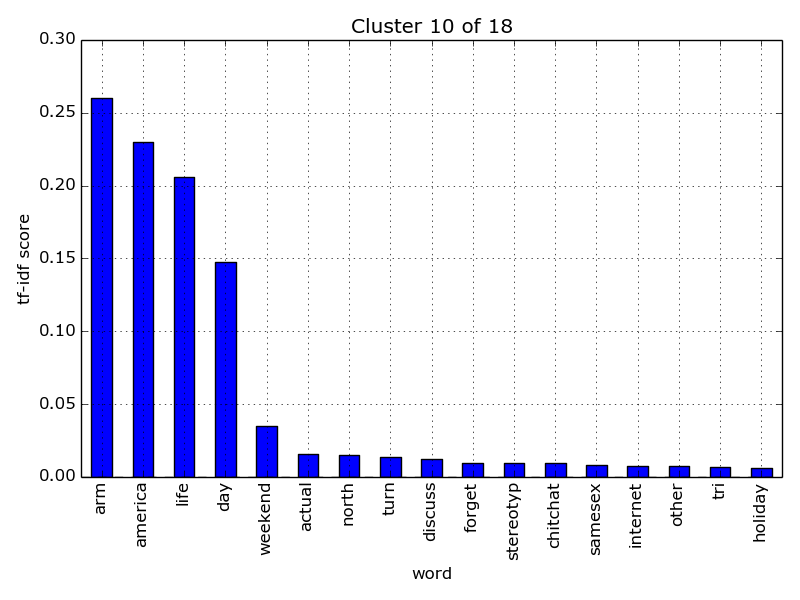 Cluster 10 of 18
0.30
0.25
0.20
0.15
0.10
0.05
0.00
tf-idf score
arm
america
life
day
weekend
actual
north
turn
discuss
forget
stereotyp
chitchat
samesex
internet
other
tri
holiday
word